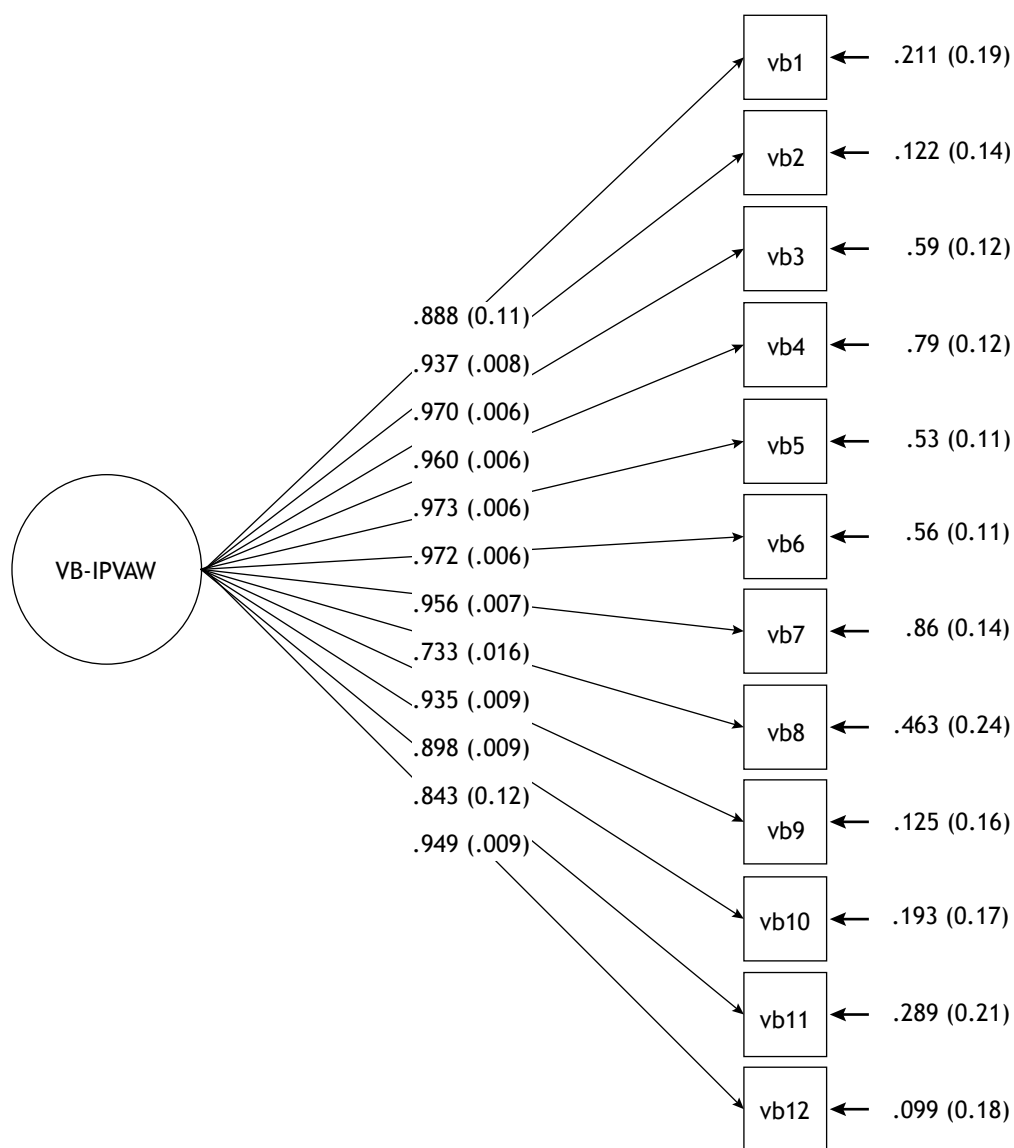 vb1
.211 (0.19)
vb2
.122 (0.14)
vb3
.59 (0.12)
.888 (0.11)
vb4
.79 (0.12)
.937 (.008)
.970 (.006)
vb5
.53 (0.11)
.960 (.006)
.973 (.006)
vb6
.56 (0.11)
.972 (.006)
VB-IPVAW
.956 (.007)
vb7
.86 (0.14)
.733 (.016)
.935 (.009)
vb8
.463 (0.24)
.898 (.009)
.843 (0.12)
vb9
.125 (0.16)
.949 (.009)
vb10
.193 (0.17)
vb11
.289 (0.21)
vb12
.099 (0.18)